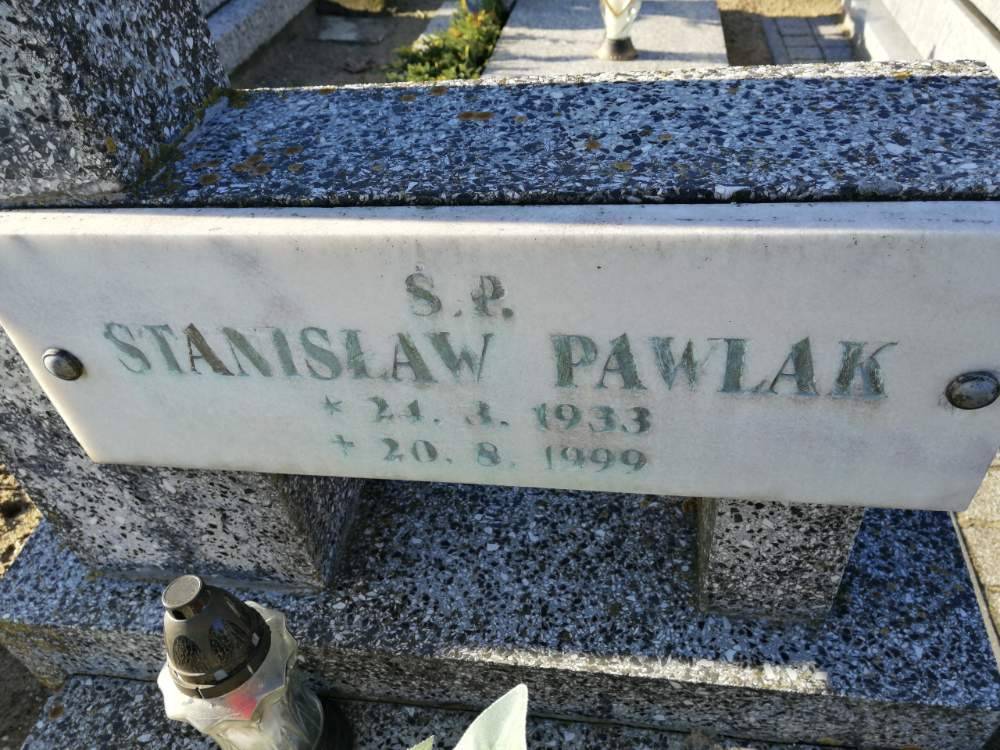 Ś.P.
STANISŁAW PAWLAK
* 24. 3. 1933
+ 20. 8. 1999